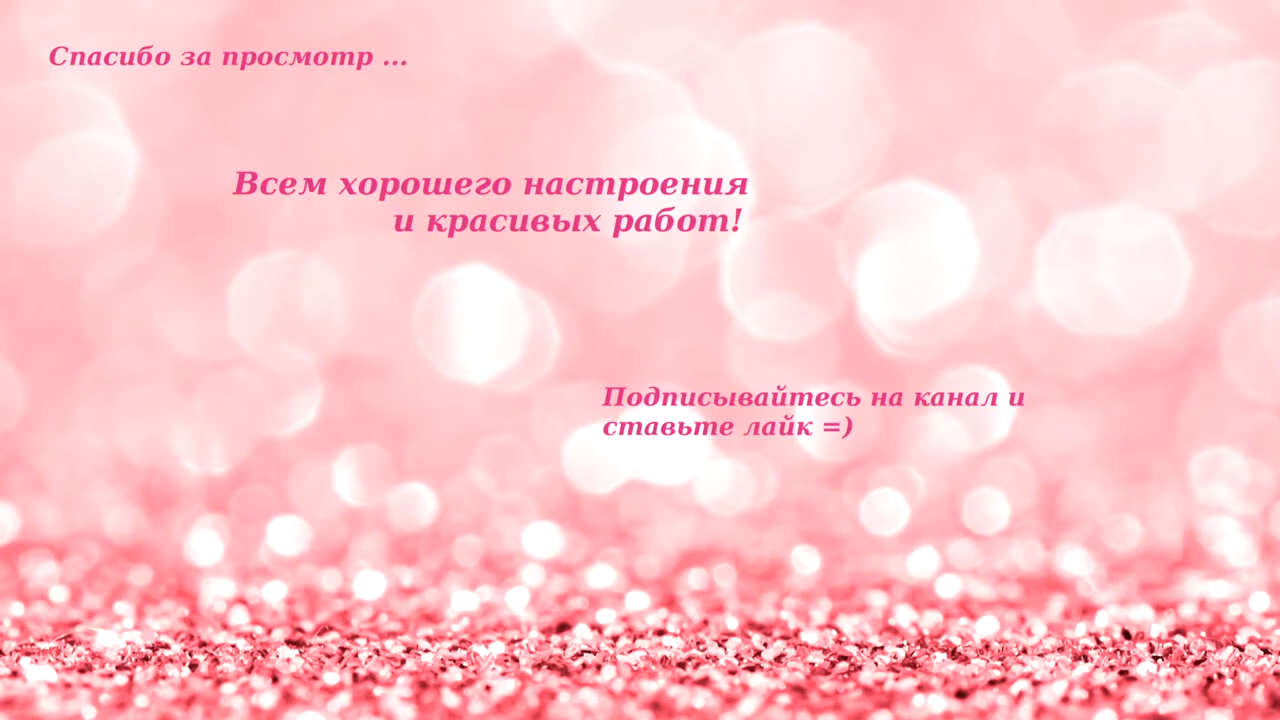 Спасибо за просмотр ...
Всем хорошего настроения
и красивых работ!
Подписывайтесь на канал и
ставьте лайк =)